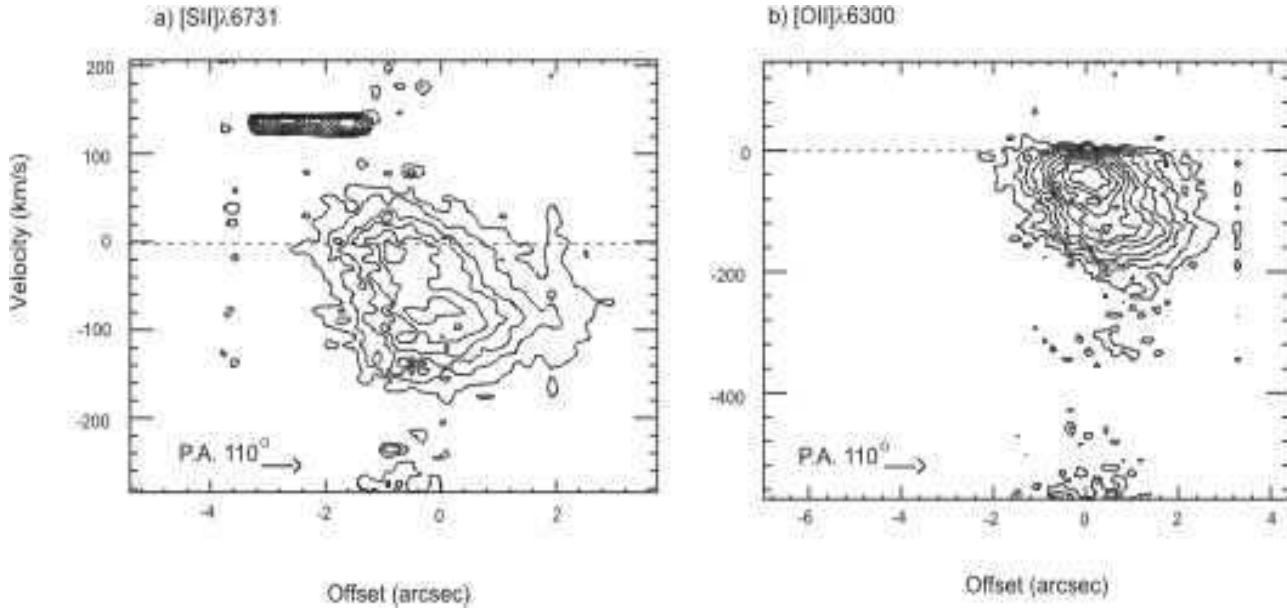 a) [SII]λ6731
b) [OII]λ6300
200
100
0
-100
-200
Velocity (km/s)
P.A. 110°
-4
-2
0
2
Offset (arcsec)
0
-200
-400
P.A. 110°
-6
-4
-2
0
2
4
Offset (arcsec)